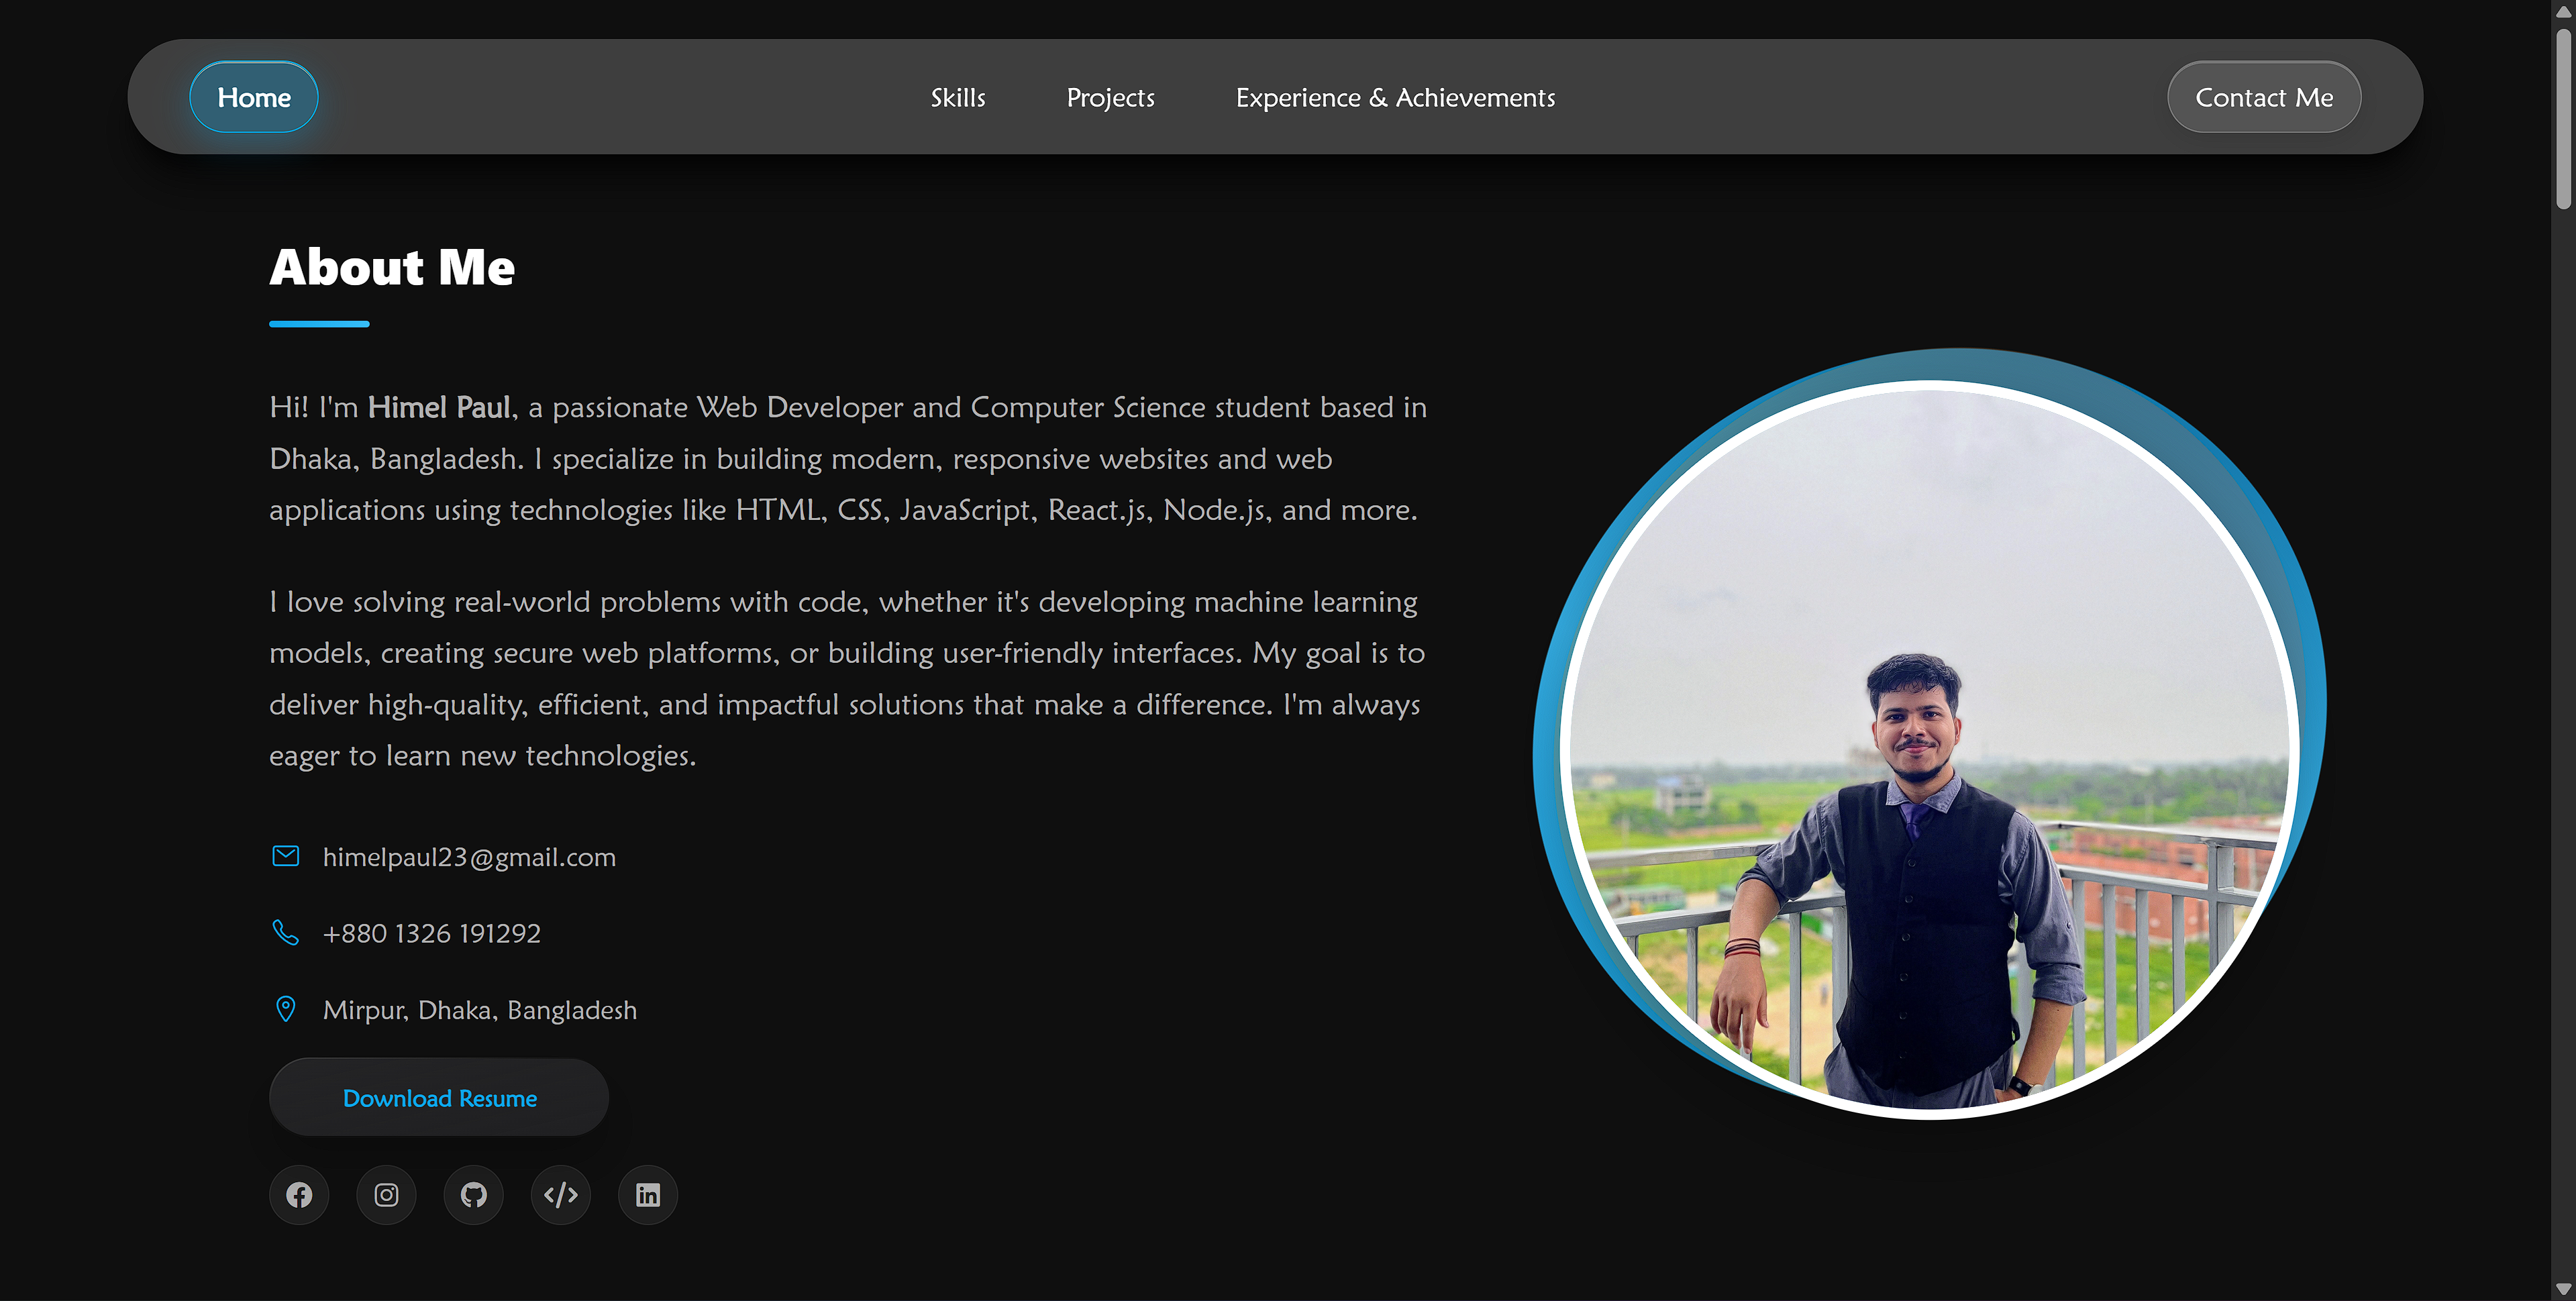 Home
Skills
Projects
Experience & Achievements
Contact Me
About Me
Hi! I'm Himel Paul, a passionate Web Developer and Computer Science student based in
Dhaka, Bangladesh. I specialize in building modern, responsive websites and web
applications using technologies like HTML, CSS, JavaScript, React.js, Node.js, and more.
I love solving real-world problems with code, whether it's developing machine learning
models, creating secure web platforms, or building user-friendly interfaces. My goal is to
deliver high-quality, efficient, and impactful solutions that make a difference. I'm always
eager to learn new technologies.
himelpaul23@gmail.com
+880 1326 191292
Mirpur, Dhaka, Bangladesh
Download Resume